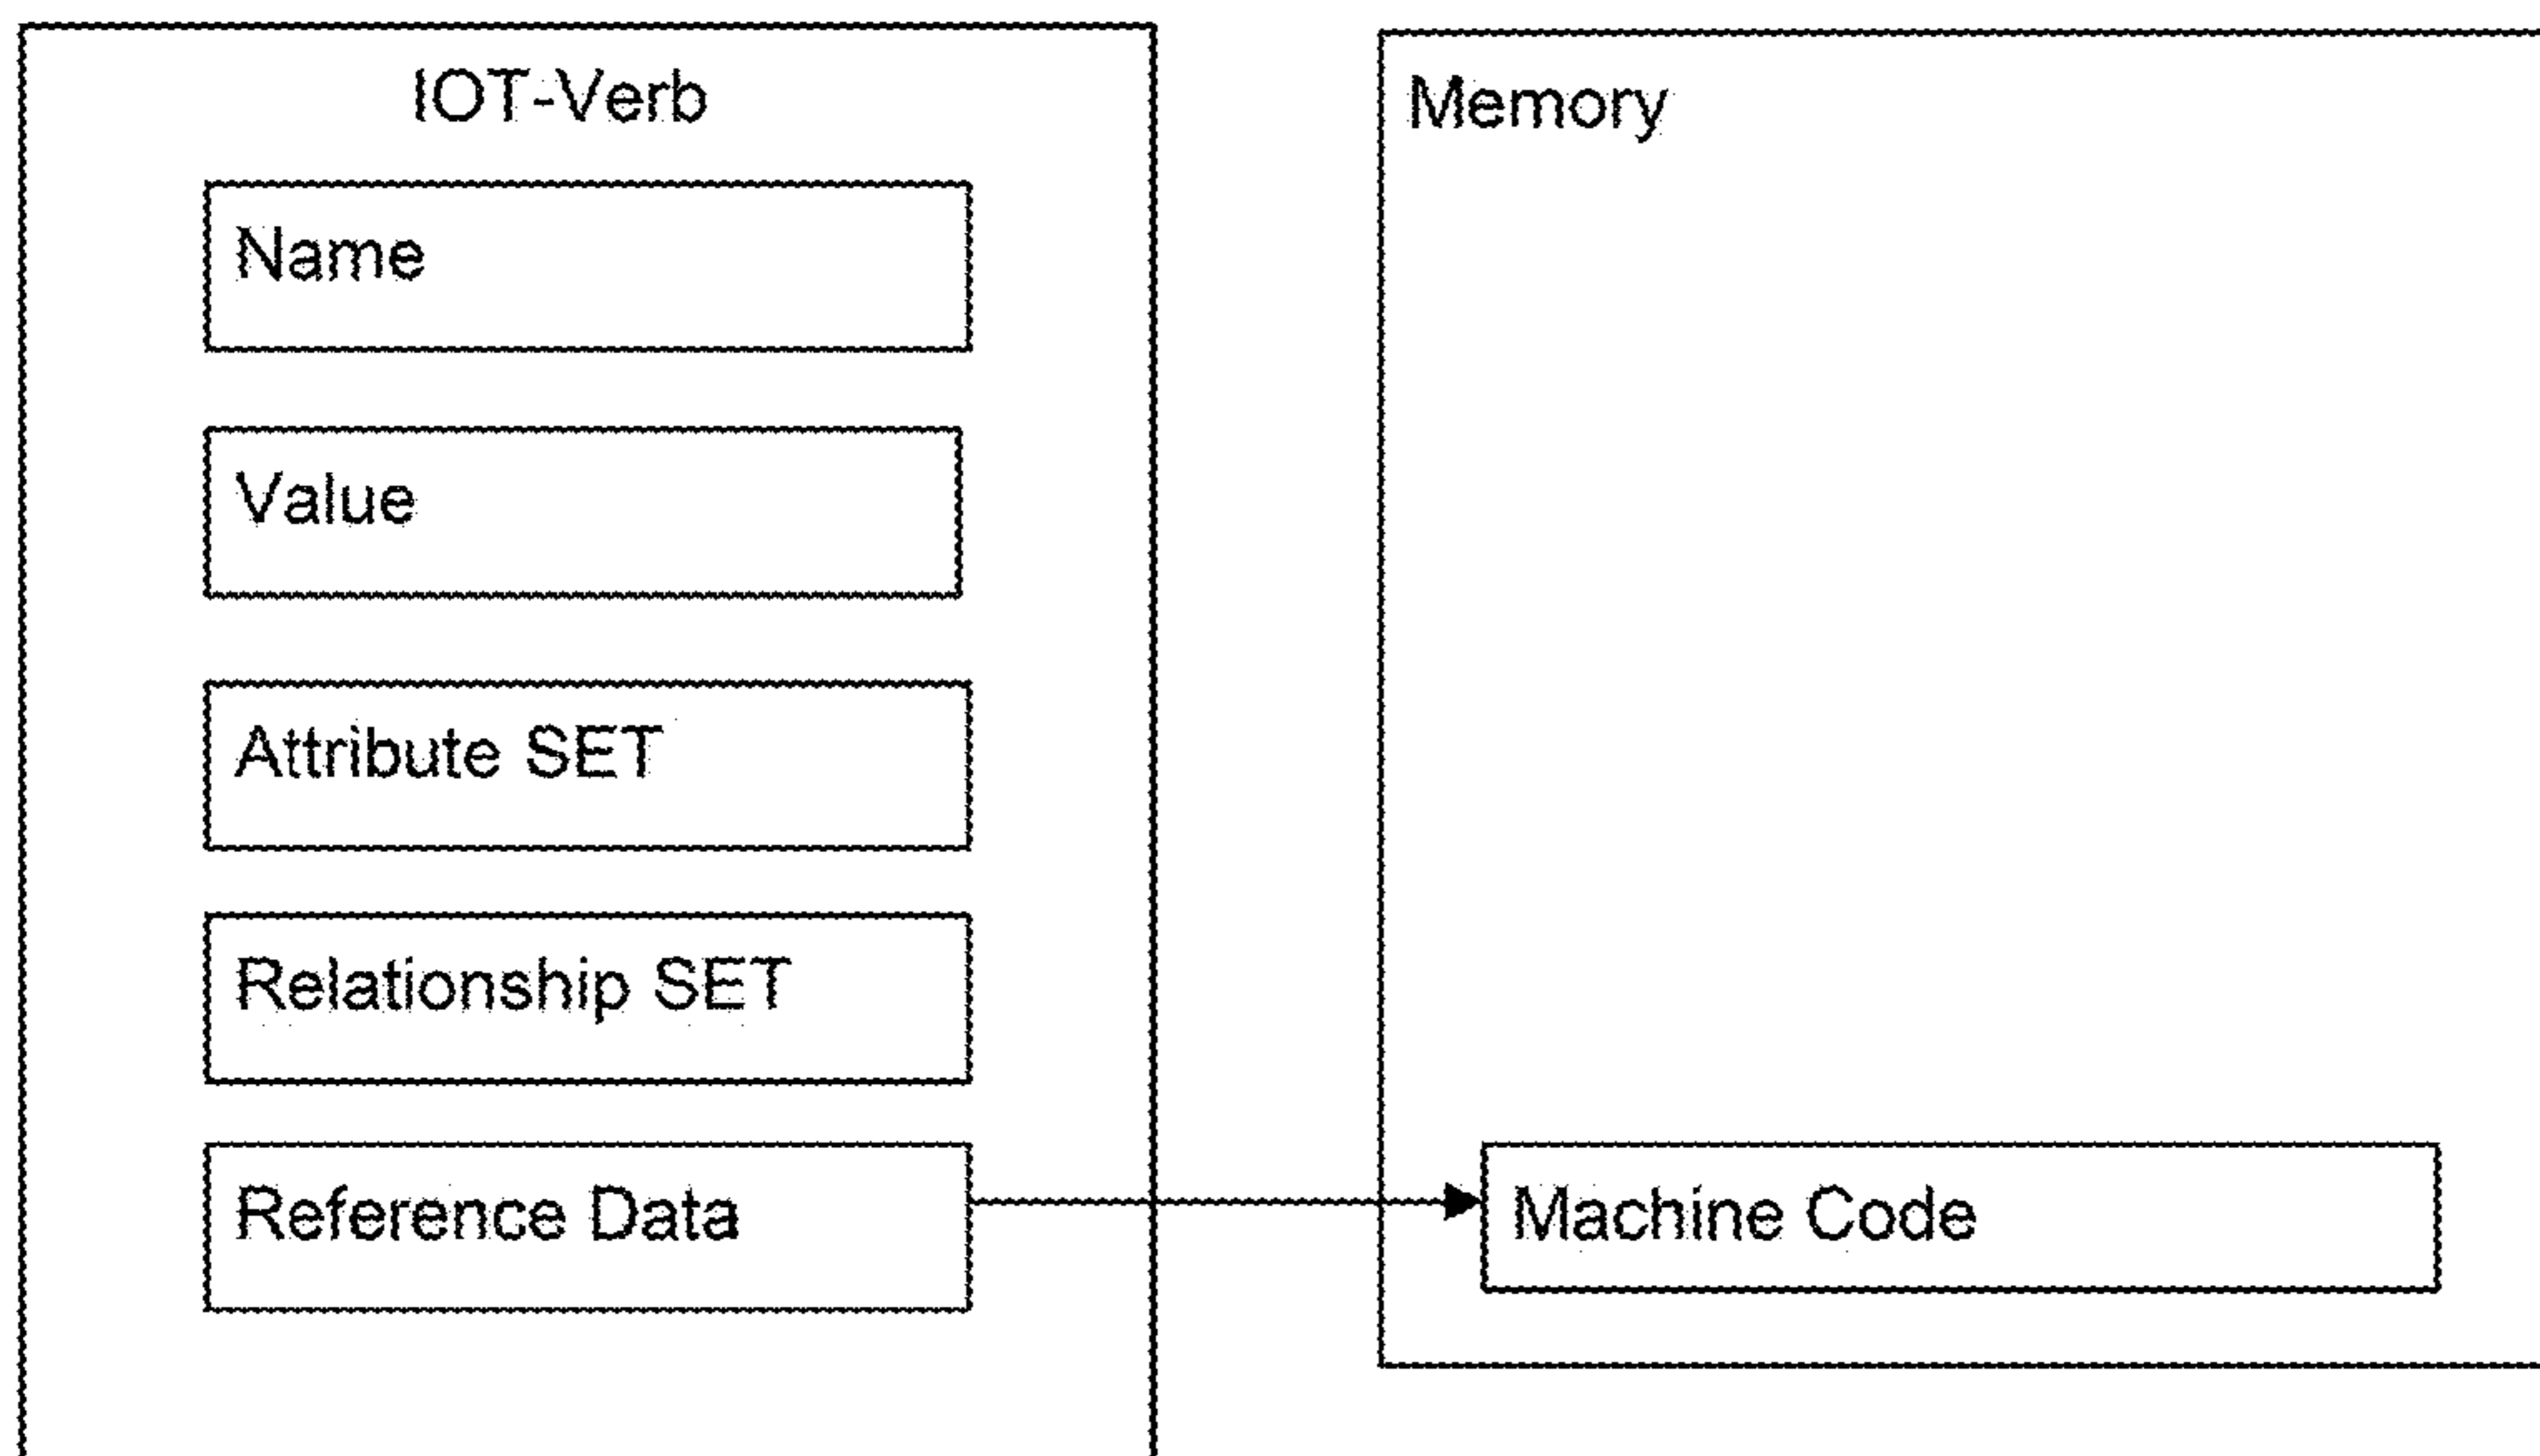 IOT-Verb
Name
Value
Attribute SET
Relationship SET
Reference Data
Memory
Machine Code